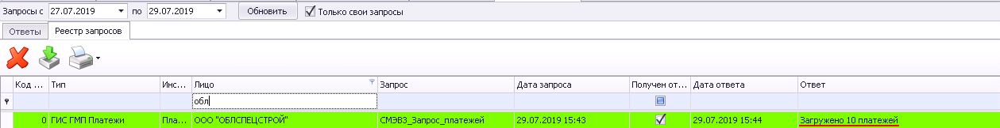 Запросы с 27.07.2019 по 29.07.2019 Обновить Только свои запросы
Ответы Реестр запросов
Код ... Тип Инс... Лицо Запрос Дата запроса Получен от... Дата ответа Ответ
обл
0 ГИС ГМП Платежи Пла... ООО "ОБЛСПЕЦСТРОЙ" СМЭВ3_Запрос_платежей 29.07.2019 15:43 29.07.2019 15:44 Загружено 10 платежей